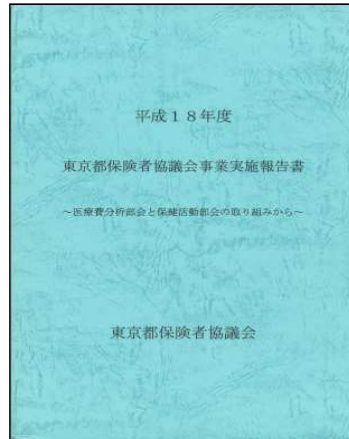 平成１８年度
東京都保険者協議会事業実施報告書
～医療費分析部会と保健活動部会の取り組みから～
東京都保険者協議会